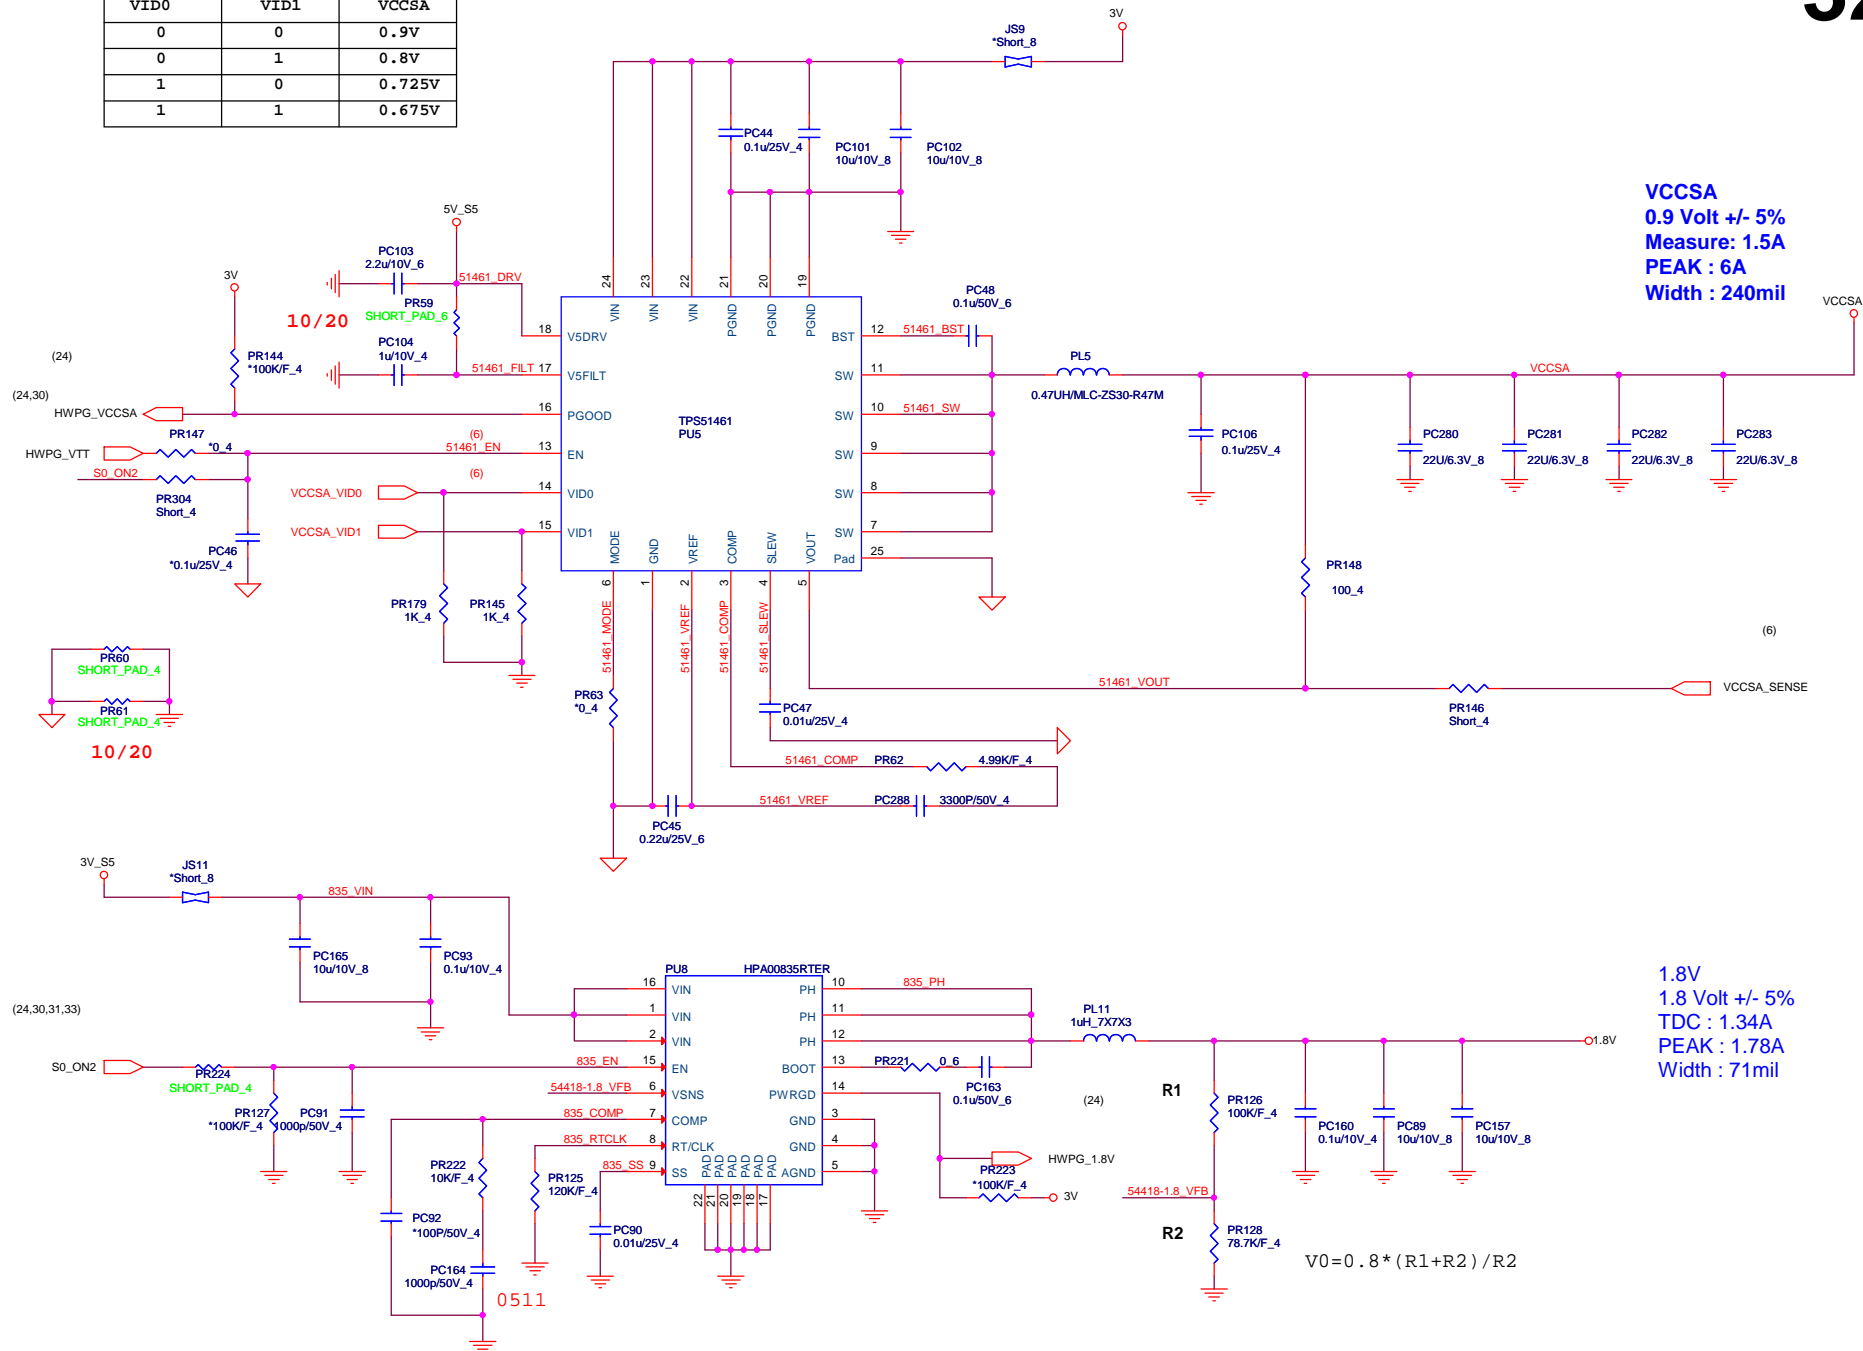 VID0 VID1 VCCSA
0 0 0.9V
0 1 0.8V
1 0 0.725V
1 1 0.675V
3V
JS9
*Short_8
PC44
0.1u/25V_4
PC101
10u/10V_8
PC102
10u/10V_8
VCCSA
0.9 Volt +/- 5%
Measure: 1.5A
PEAK : 6A
Width : 240mil
VCCSA
5V_S5
PC103
2.2u/10V_6
51461_DRV
PR59
SHORT_PAD_6
10/20
PC104
1u/10V_4
51461_FILT
3V
PR144
*100K/F_4
(24)
(24,30)
HWPG_VCCSA
HWPG_VTT
PR147
*0_4
S0_ON2
PR304
Short_4
PC46
*0.1u/25V_4
(6)
51461_EN
(6)
VCCSA_VID0
VCCSA_VID1
PR179
1K_4
PR145
1K_4
24 23 22 21 20 19
VIN VIN VIN PGND PGND PGND
18 V5DRV
17 V5FILT
16 PGOOD
13 EN
14 VID0
15 VID1
TPS51461
PU5
BST 12
SW 11
SW 10
SW 9
SW 8
SW 7
Pad 25
MODE GND VREF COMP SLEW VOUT
6 1 2 3 4 5
51461_BST
PC48
0.1u/50V_6
51461_SW
PL5
0.47UH/MLC-ZS30-R47M
VCCSA
PC106
0.1u/25V_4
PC280
22U/6.3V_8
PC281
22U/6.3V_8
PC282
22U/6.3V_8
PC283
22U/6.3V_8
PR148
100_4
(6)
51461_VOUT
PR146
Short_4
VCCSA_SENSE
51461_MODE
51461_VREF
51461_COMP
51461_SLEW
PR63
*0_4
PC47
0.01u/25V_4
51461_COMP
PR62
4.99K/F_4
51461_VREF
PC288
3300P/50V_4
PC45
0.22u/25V_6
PR60
SHORT_PAD_4
PR61
SHORT_PAD_4
10/20
3V_S5
JS11
*Short_8
835_VIN
PC165
10u/10V_8
PC93
0.1u/10V_4
(24,30,31,33)
S0_ON2
PR224
SHORT_PAD_4
PR127
*100K/F_4
PC91
1000p/50V_4
835_EN
54418-1.8_VFB
835_COMP
835_RTCLK
835_SS
PR222
10K/F_4
PC92
*100P/50V_4
PC164
1000p/50V_4
0511
PR125
120K/F_4
PC90
0.01u/25V_4
PU8
HPA00835RTER
16 VIN
1 VIN
2 VIN
15 EN
6 VSNS
7 COMP
8 RT/CLK
9 SS
PH 10
PH 11
PH 12
BOOT 13
PWRGD 14
GND 3
GND 4
AGND 5
PAD PAD PAD PAD PAD PAD
22 21 20 19 18 17
835_PH
PL11
1uH_7X7X3
PR221
0_6
PC163
0.1u/50V_6
(24)
HWPG_1.8V
PR223
*100K/F_4
3V
R1
PR126
100K/F_4
54418-1.8_VFB
R2
PR128
78.7K/F_4
PC160
0.1u/10V_4
PC89
10u/10V_8
PC157
10u/10V_8
1.8V
V0=0.8*(R1+R2)/R2
1.8V
1.8 Volt +/- 5%
TDC : 1.34A
PEAK : 1.78A
Width : 71mil